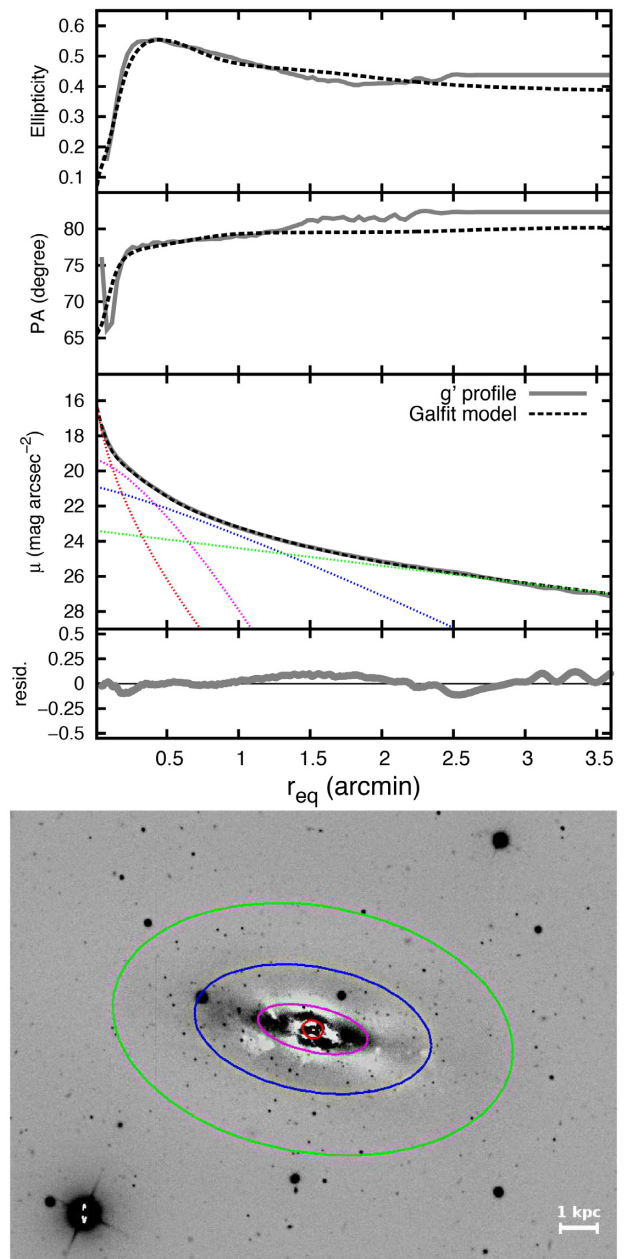 0.6
0.5
0.4
0.3
0.2
0.1
Ellipticity
80
75
70
65
PA (degree)
16
18
20
22
24
26
28
μ (mag arcsec⁻²)
g' profile
Galfit model
0.5
0.25
0
−0.25
−0.5
resid.
0.5 1 1.5 2 2.5 3 3.5
r_eq (arcmin)
1 kpc